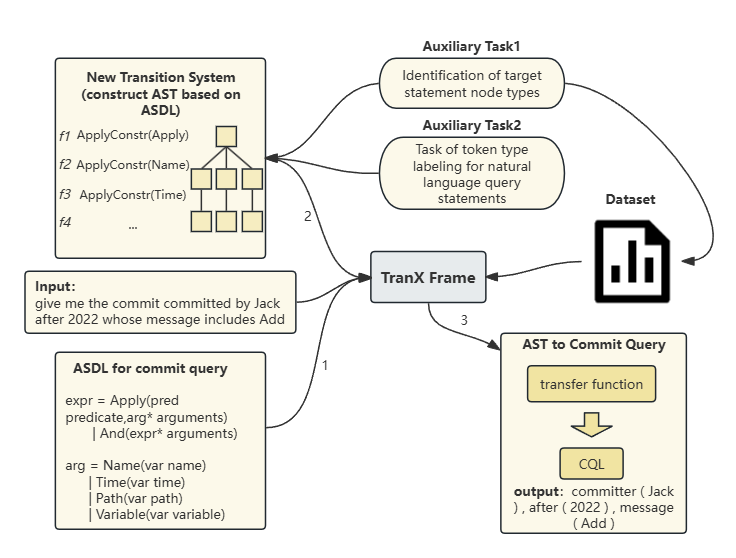 Auxiliary Task1
Identification of target
statement node types
Auxiliary Task2
Task of token type
labeling for natural
language query
statements
New Transition System
(construct AST based on
ASDL)
f1 ApplyConstr(Apply)
f2 ApplyConstr(Name)
f3 ApplyConstr(Time)
f4 ...
Dataset
2
TranX Frame
Input:
give me the commit committed by Jack
after 2022 whose message includes Add
3
1
ASDL for commit query
expr = Apply(pred
predicate,arg* arguments)
| And(expr* arguments)
arg = Name(var name)
| Time(var time)
| Path(var path)
| Variable(var variable)
AST to Commit Query
transfer function
CQL
output: committer ( Jack
) , after ( 2022 ) , message
( Add )